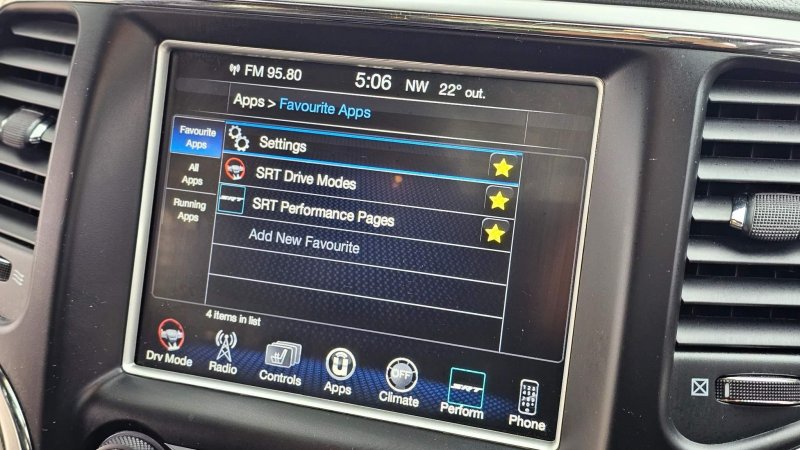 FM 95.80 5:06 NW 22° out.
Apps > Favourite Apps
Favourite
Apps
All
Apps
Running
Apps
Settings
SRT Drive Modes
SRT
SRT Performance Pages
Add New Favourite
4 items in list
Drv Mode
Radio
Controls
Apps
OFF
Climate
SRT
Perform
Phone